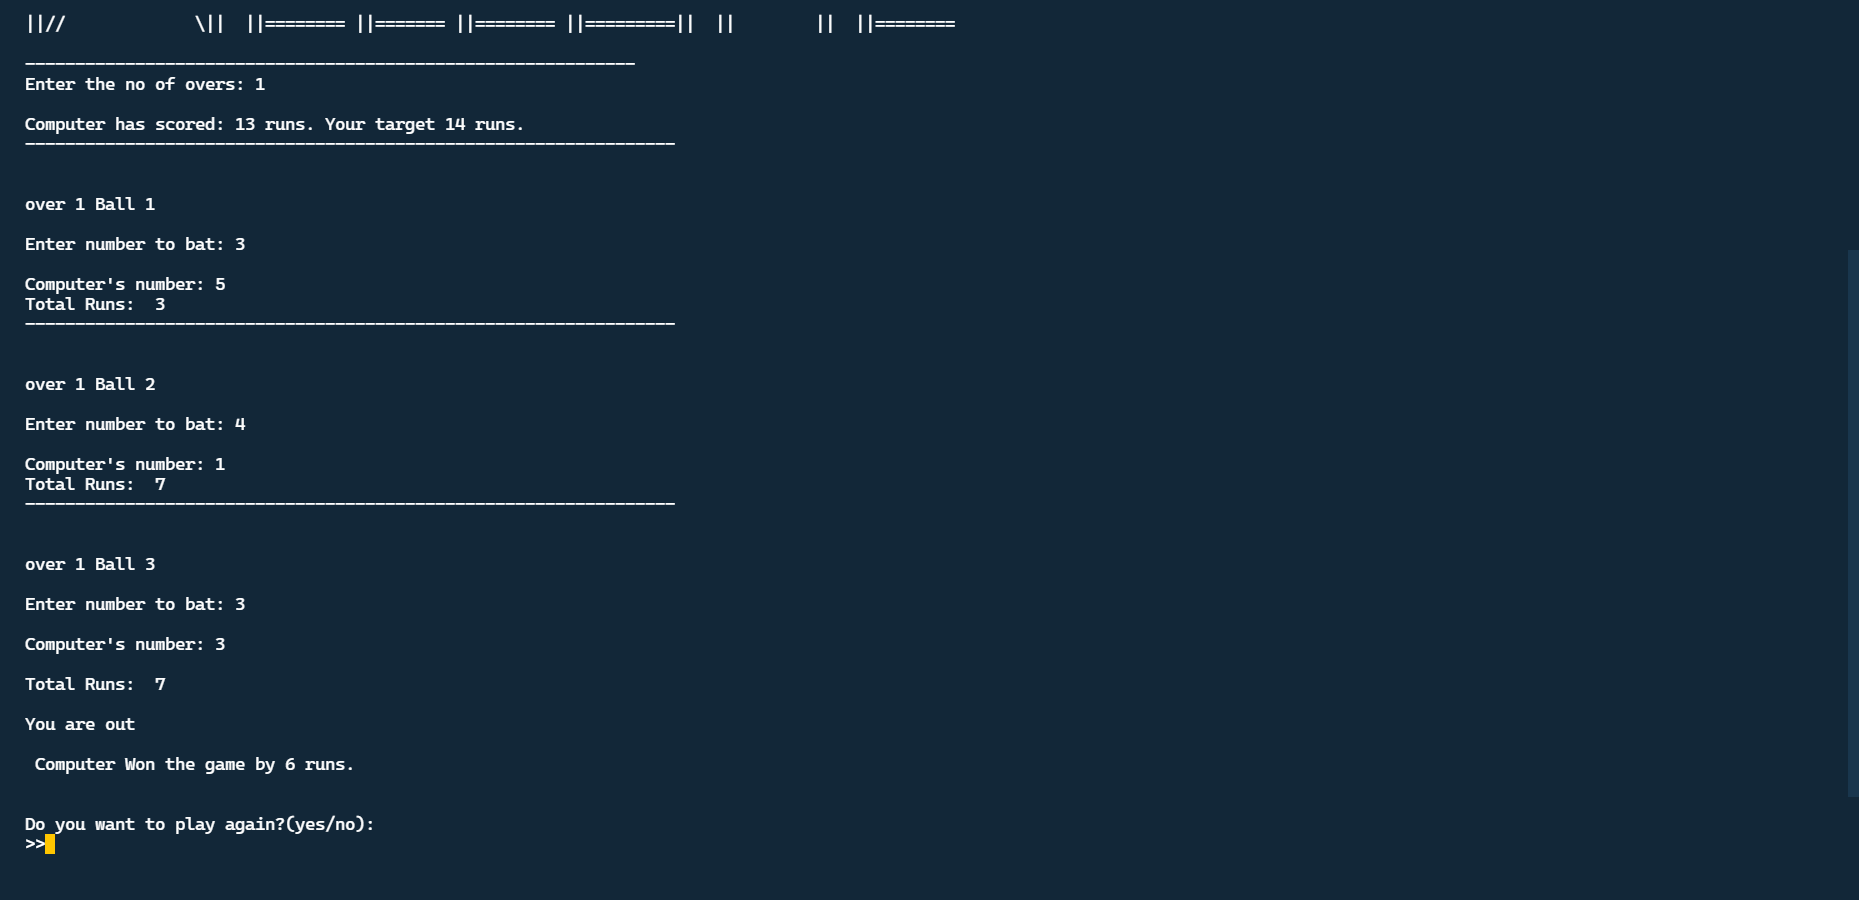 ||//             \||  ||======== ||======= ||======== ||=========||  ||        ||  ||========
_____________________________________________________________
Enter the no of overs: 1
Computer has scored: 13 runs. Your target 14 runs.
-----------------------------------------------------------------
over 1 Ball 1
Enter number to bat: 3
Computer's number: 5
Total Runs:  3
-----------------------------------------------------------------
over 1 Ball 2
Enter number to bat: 4
Computer's number: 1
Total Runs:  7
-----------------------------------------------------------------
over 1 Ball 3
Enter number to bat: 3
Computer's number: 3
Total Runs:  7
You are out
 Computer Won the game by 6 runs.
Do you want to play again?(yes/no):
>>